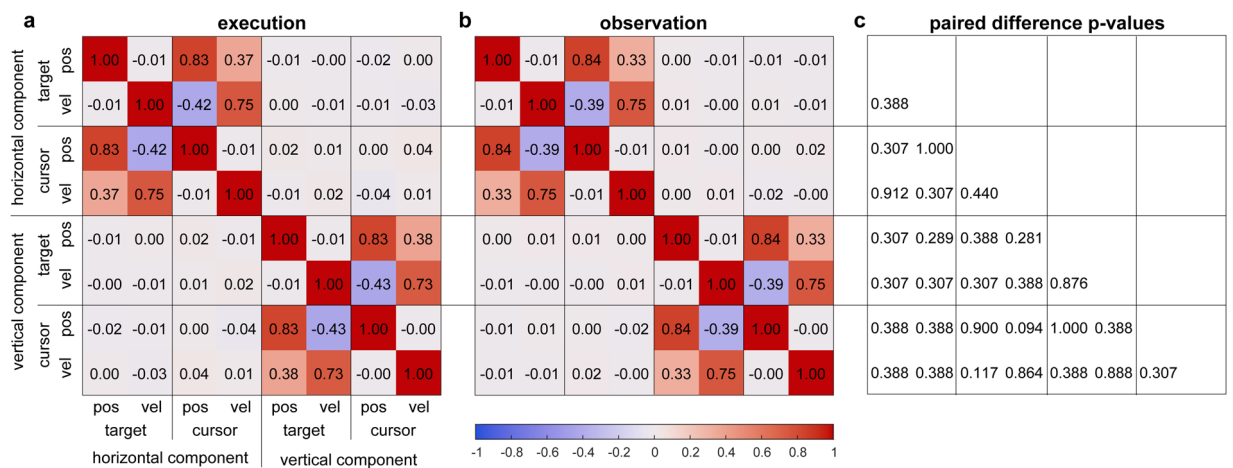 a execution b observation c paired difference p-values
horizontal component
target
pos
1.00 -0.01 0.83 0.37 -0.01 -0.00 -0.02 0.00
1.00 -0.01 0.84 0.33 0.00 -0.01 -0.01 -0.01
vel
-0.01 1.00 -0.42 0.75 0.00 -0.01 -0.01 -0.03
-0.01 1.00 -0.39 0.75 0.01 -0.00 0.01 -0.01
0.388
cursor
pos
0.83 -0.42 1.00 -0.01 0.02 0.01 0.00 0.04
0.84 -0.39 1.00 -0.01 0.01 -0.00 0.00 0.02
0.307 1.000
vel
0.37 0.75 -0.01 1.00 -0.01 0.02 -0.04 0.01
0.33 0.75 -0.01 1.00 0.00 0.01 -0.02 -0.00
0.912 0.307 0.440
vertical component
target
pos
-0.01 0.00 0.02 -0.01 1.00 -0.01 0.83 0.38
0.00 0.01 0.01 0.00 1.00 -0.01 0.84 0.33
0.307 0.289 0.388 0.281
vel
-0.00 -0.01 0.01 0.02 -0.01 1.00 -0.43 0.73
-0.01 -0.00 -0.00 0.01 -0.01 1.00 -0.39 0.75
0.307 0.307 0.307 0.388 0.876
cursor
pos
-0.02 -0.01 0.00 -0.04 0.83 -0.43 1.00 -0.00
-0.01 0.01 0.00 -0.02 0.84 -0.39 1.00 -0.00
0.388 0.388 0.900 0.094 1.000 0.388
vel
0.00 -0.03 0.04 0.01 0.38 0.73 -0.00 1.00
-0.01 -0.01 0.02 -0.00 0.33 0.75 -0.00 1.00
0.388 0.388 0.117 0.864 0.388 0.888 0.307
pos vel pos vel pos vel pos vel
target cursor target cursor
horizontal component vertical component
-1 -0.8 -0.6 -0.4 -0.2 0 0.2 0.4 0.6 0.8 1